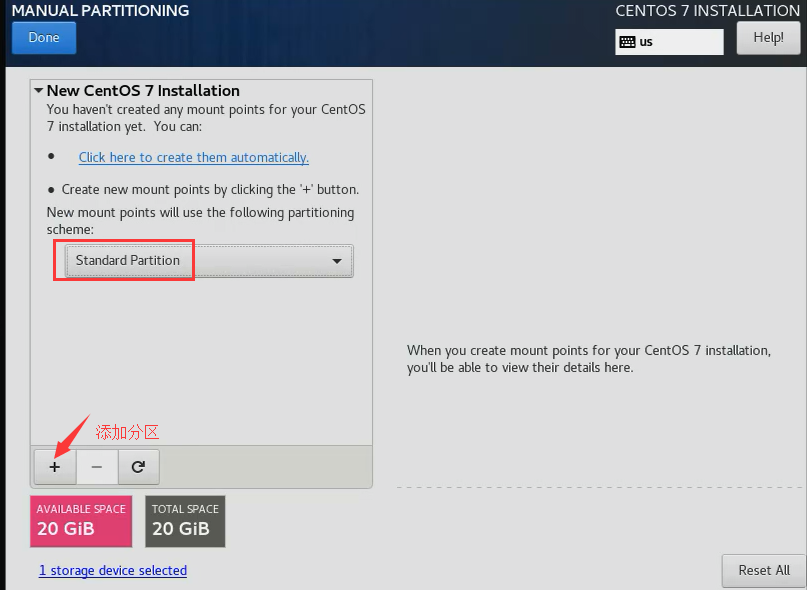 MANUAL PARTITIONING
CENTOS 7 INSTALLATION
Done
us
Help!
New CentOS 7 Installation
You haven't created any mount points for your CentOS
7 installation yet.  You can:
Click here to create them automatically.
Create new mount points by clicking the '+' button.
New mount points will use the following partitioning
scheme:
Standard Partition
When you create mount points for your CentOS 7 installation,
you'll be able to view their details here.
添加分区
+ −
AVAILABLE SPACE
20 GiB
TOTAL SPACE
20 GiB
1 storage device selected
Reset All